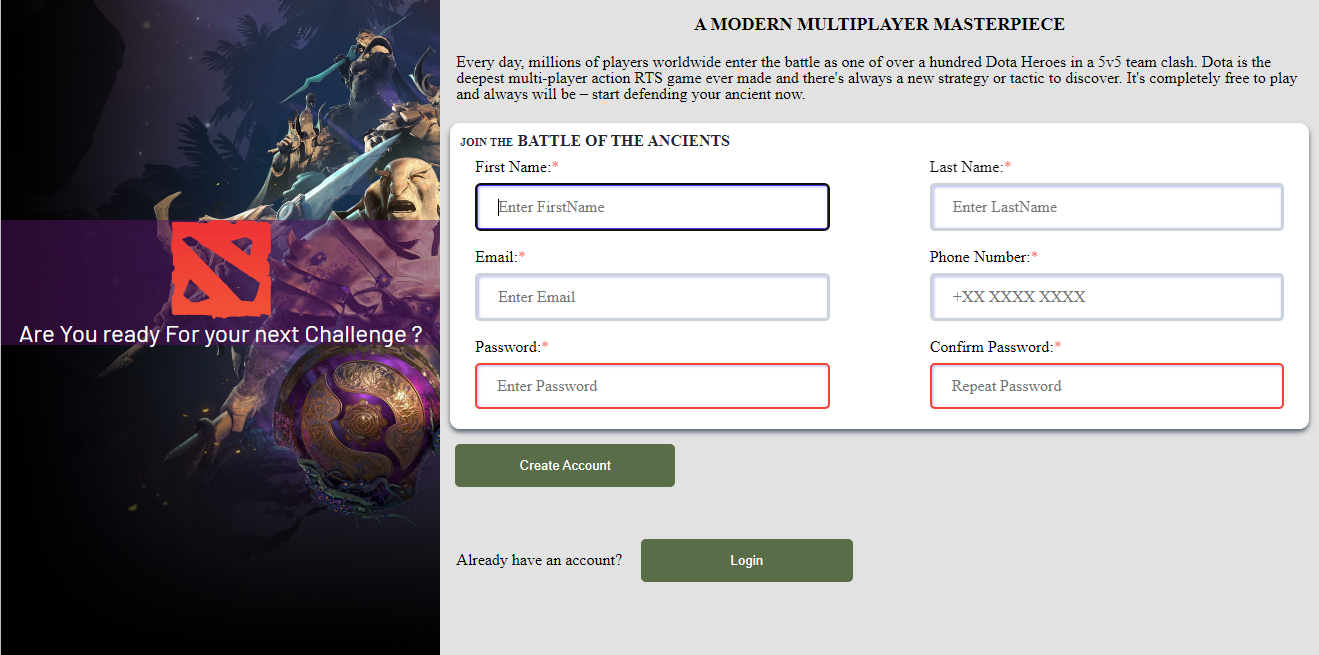 Are You ready For your next Challenge ?
A MODERN MULTIPLAYER MASTERPIECE
Every day, millions of players worldwide enter the battle as one of over a hundred Dota Heroes in a 5v5 team clash. Dota is the
deepest multi-player action RTS game ever made and there's always a new strategy or tactic to discover. It's completely free to play
and always will be – start defending your ancient now.
JOIN THE BATTLE OF THE ANCIENTS
First Name:*
Enter FirstName
Last Name:*
Enter LastName
Email:*
Enter Email
Phone Number:*
+XX XXXX XXXX
Password:*
Enter Password
Confirm Password:*
Repeat Password
Create Account
Already have an account?
Login